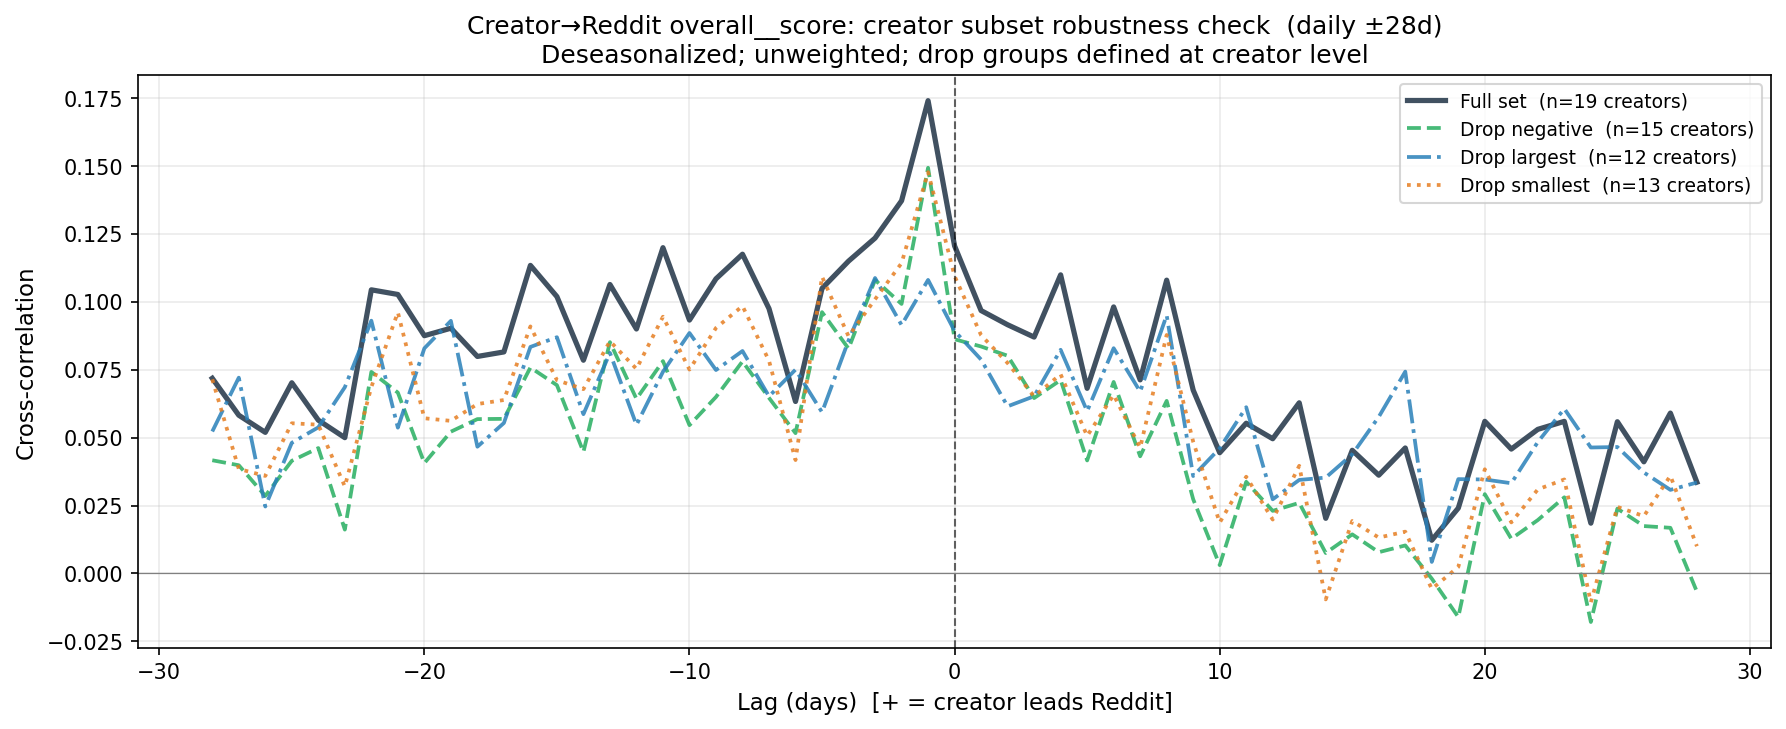 Creator→Reddit overall__score: creator subset robustness check  (daily ±28d)
Deseasonalized; unweighted; drop groups defined at creator level
Full set  (n=19 creators)
Drop negative  (n=15 creators)
Drop largest  (n=12 creators)
Drop smallest  (n=13 creators)
Cross-correlation
0.175
0.150
0.125
0.100
0.075
0.050
0.025
0.000
−0.025
−30
−20
−10
0
10
20
30
Lag (days)  [+ = creator leads Reddit]